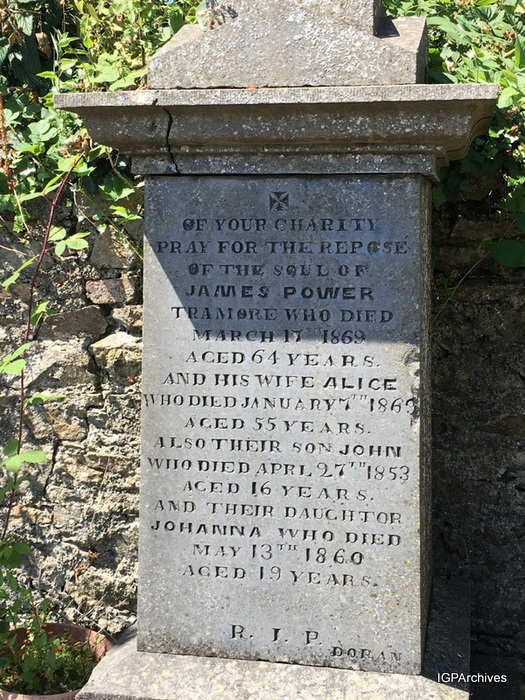 OF YOUR CHARITY
PRAY FOR THE REPOSE
OF THE SOUL OF
JAMES POWER
TRAMORE WHO DIED
MARCH 17TH 1869
AGED 64 YEARS.
AND HIS WIFE ALICE
WHO DIED JANUARY 7TH
AGED 55 YEARS.
ALSO THEIR SON JOHN
WHO DIED APRL 27TH 1853
AGED 16 YEARS.
AND THEIR DAUGHTOR
JOHANNA WHO DIED
MAY 13TH 1860
AGED 19 YEARS.
R. I. P.
DORAN
IGPArchives